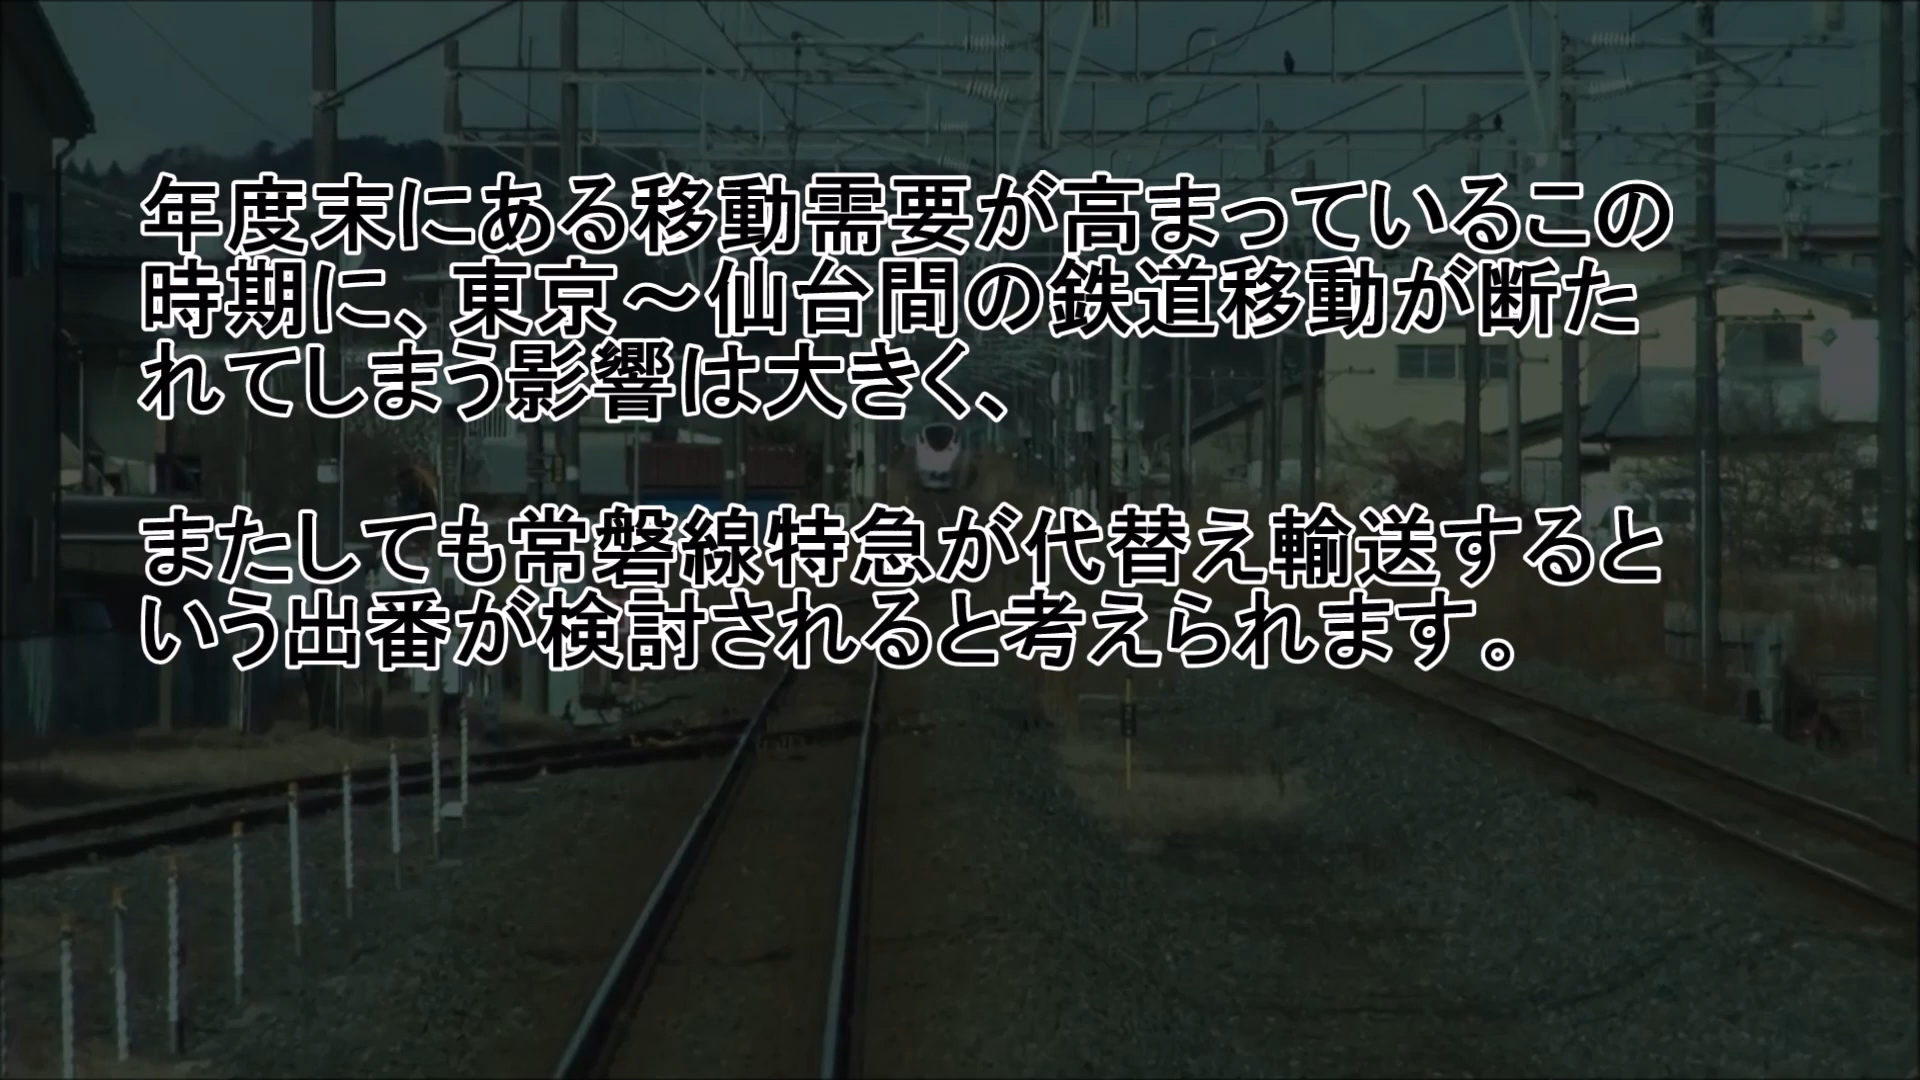 年度末にある移動需要が高まっているこの
時期に、東京～仙台間の鉄道移動が断た
れてしまう影響は大きく、
またしても常磐線特急が代替え輸送すると
いう出番が検討されると考えられます。